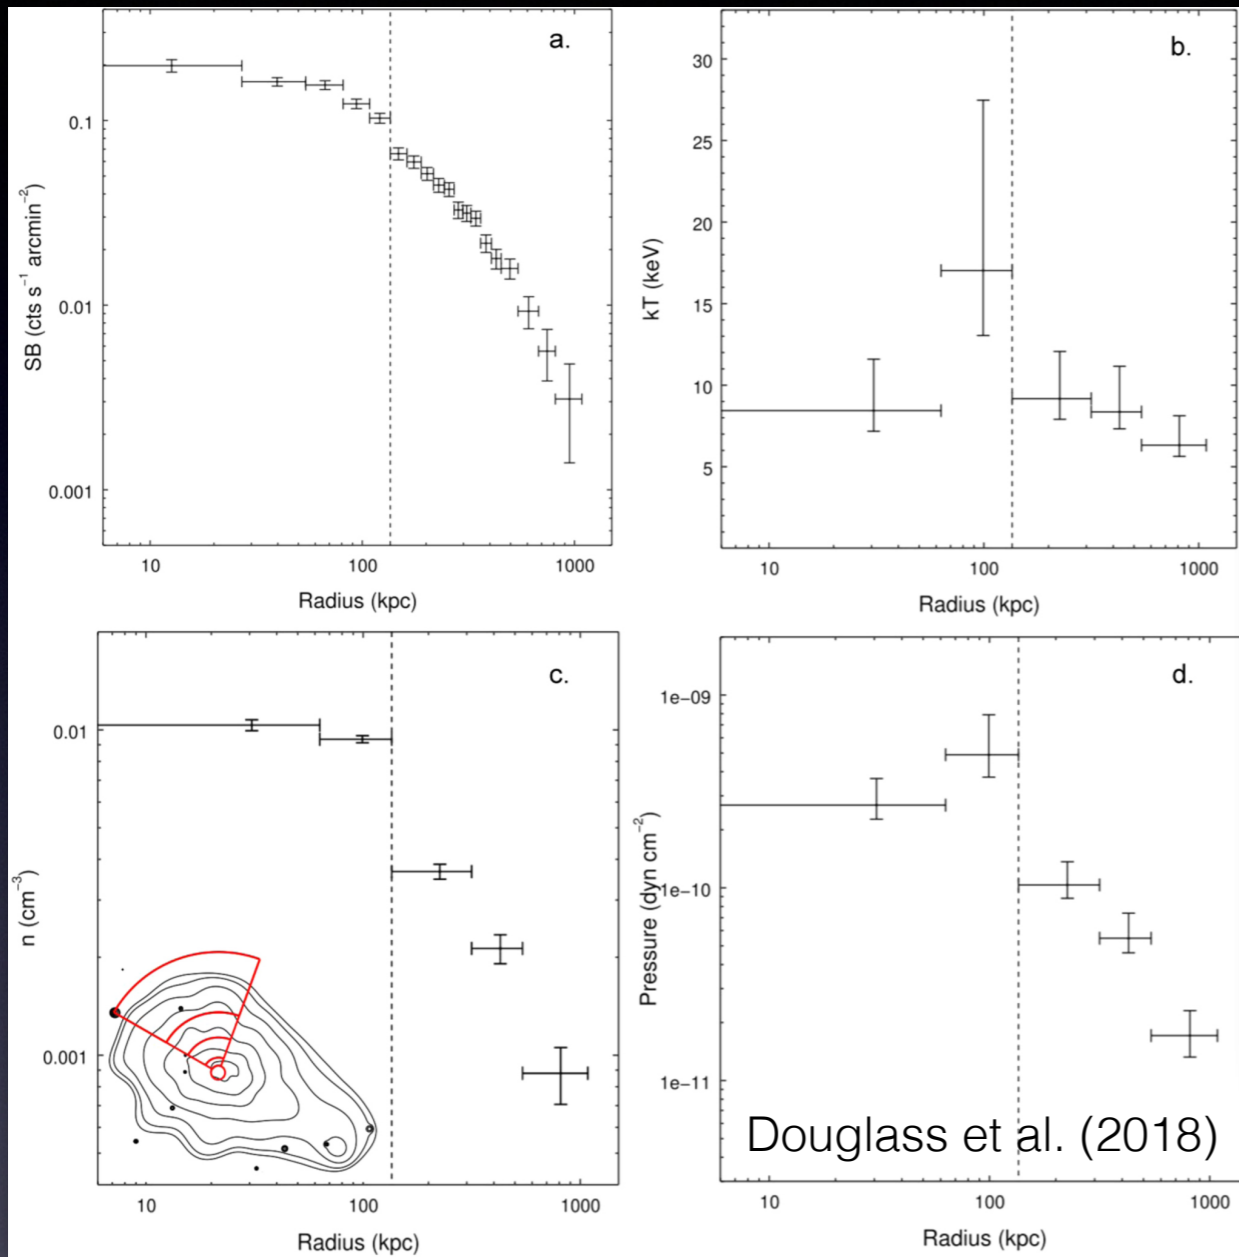 a.
SB (cts s⁻¹ arcmin⁻²)
0.1
0.01
0.001
10 100 1000
Radius (kpc)
b.
kT (keV)
30
25
20
15
10
5
10 100 1000
Radius (kpc)
c.
n (cm⁻³)
0.01
0.001
10 100 1000
Radius (kpc)
d.
Pressure (dyn cm⁻²)
1e−09
1e−10
1e−11
Douglass et al. (2018)
10 100 1000
Radius (kpc)